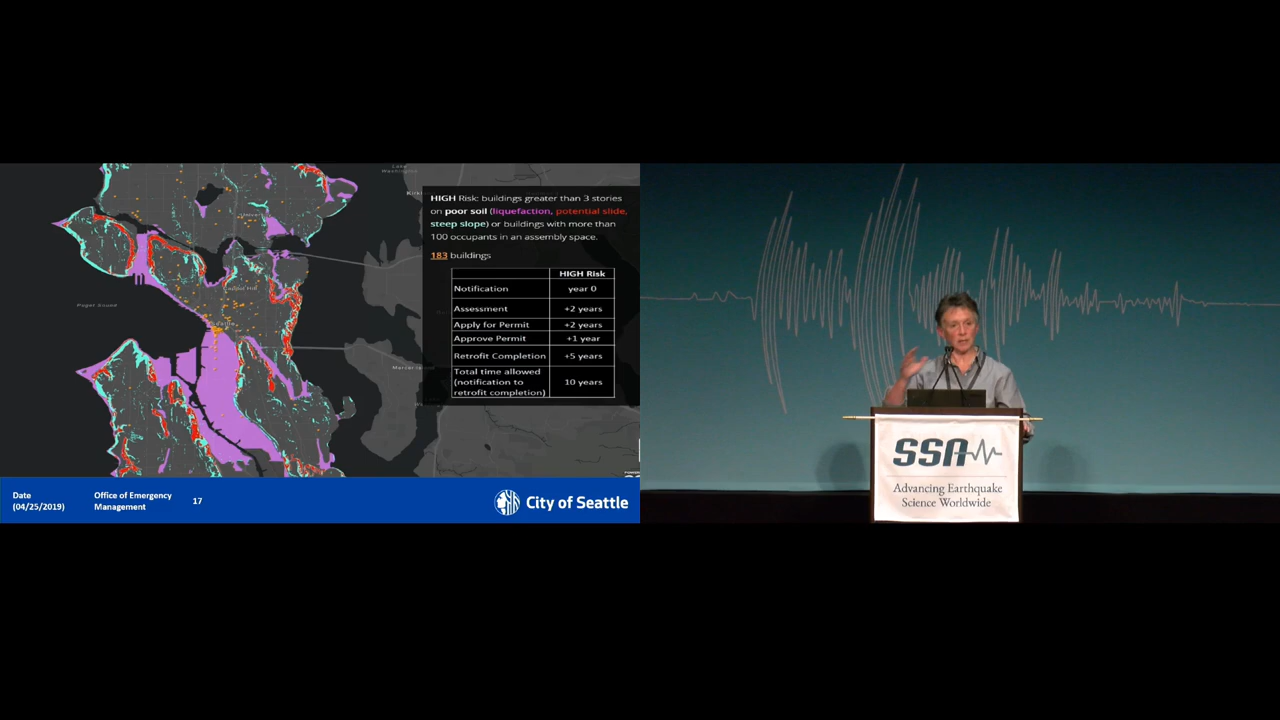 Lake
Washington
HIGH Risk: buildings greater than 3 stories
on poor soil (liquefaction, potential slide,
steep slope) or buildings with more than
100 occupants in an assembly space.
183 buildings
HIGH Risk
Notification year 0
Assessment +2 years
Apply for Permit +2 years
Approve Permit +1 year
Retrofit Completion +5 years
Total time allowed
(notification to
retrofit completion)
10 years
Capitol Hill
Puget Sound
Date
(04/25/2019)
Office of Emergency
Management
17
City of Seattle
SSA
Advancing Earthquake
Science Worldwide